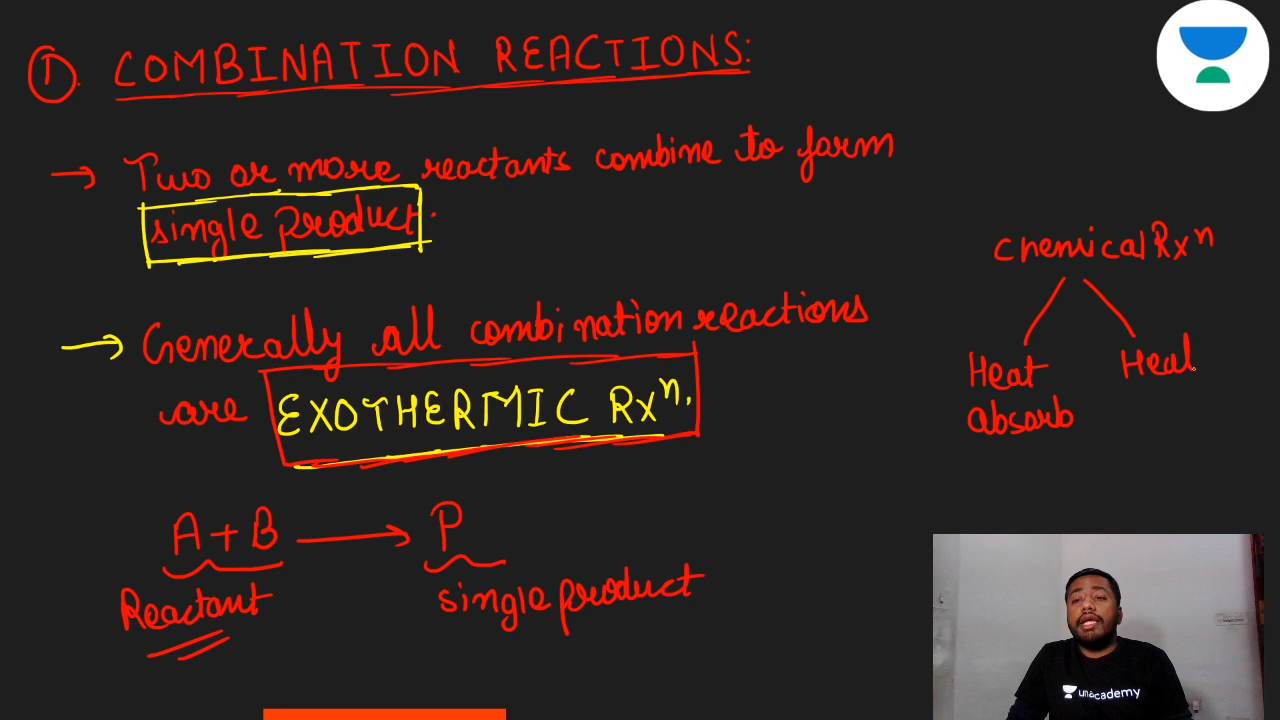 ①. COMBINATION REACTIONS:
→ Two or more reactants combine to form
single product.
→ Generally all combination reactions
are EXOTHERMIC Rxⁿ.
A + B → P
Reactant single product
Chemical Rxⁿ
Heat Heat
absorb
unacademy